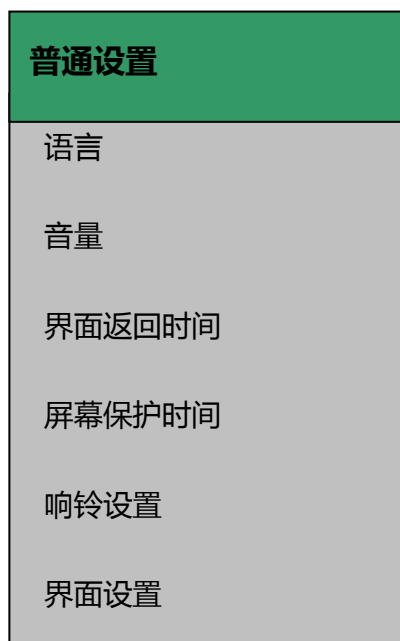 普通设置
语言
音量
界面返回时间
屏幕保护时间
响铃设置
界面设置